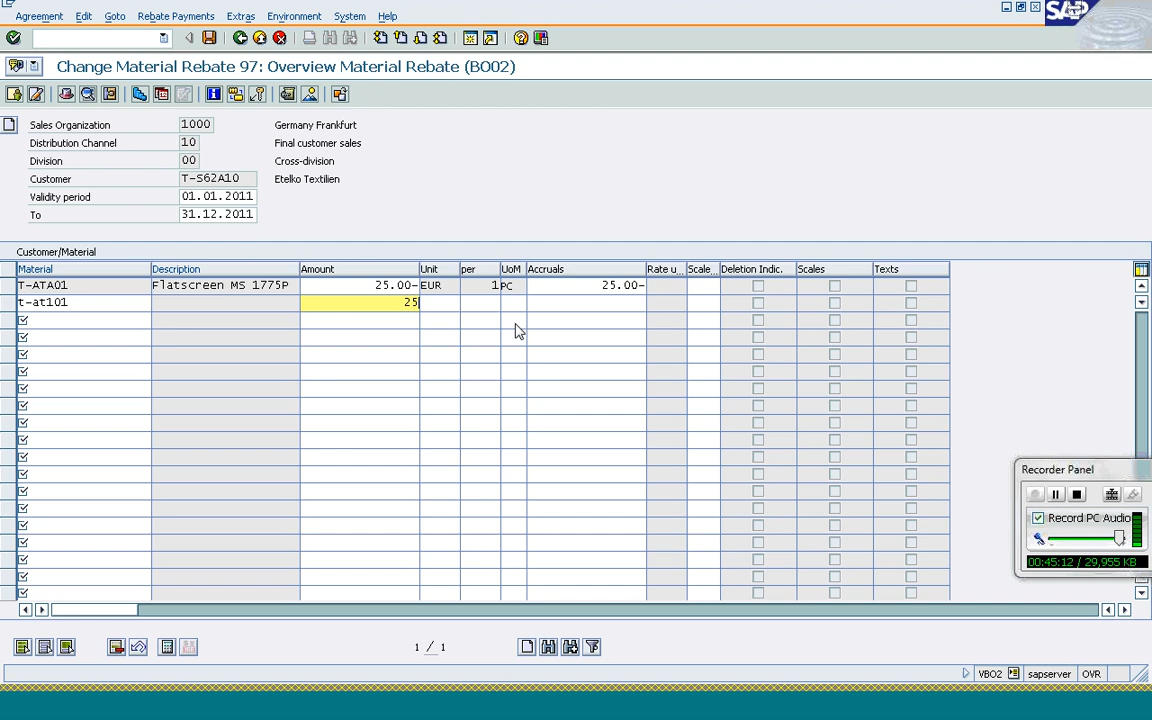 Agreement Edit Goto Rebate Payments Extras Environment System Help
SAP
Change Material Rebate 97: Overview Material Rebate (BO02)
Sales Organization 1000 Germany Frankfurt
Distribution Channel 10 Final customer sales
Division 00 Cross-division
Customer T-S62A10 Etelko Textilien
Validity period 01.01.2011
To 31.12.2011
Customer/Material
Material Description Amount Unit per UoM Accruals Rate u... Scale... Deletion Indic. Scales Texts
T-ATA01 Flatscreen MS 1775P 25.00- EUR 1 PC 25.00-
t-at101 25
Recorder Panel
Record PC Audio
00:45:12 / 29,955 KB
1 / 1
VBO2 sapserver OVR